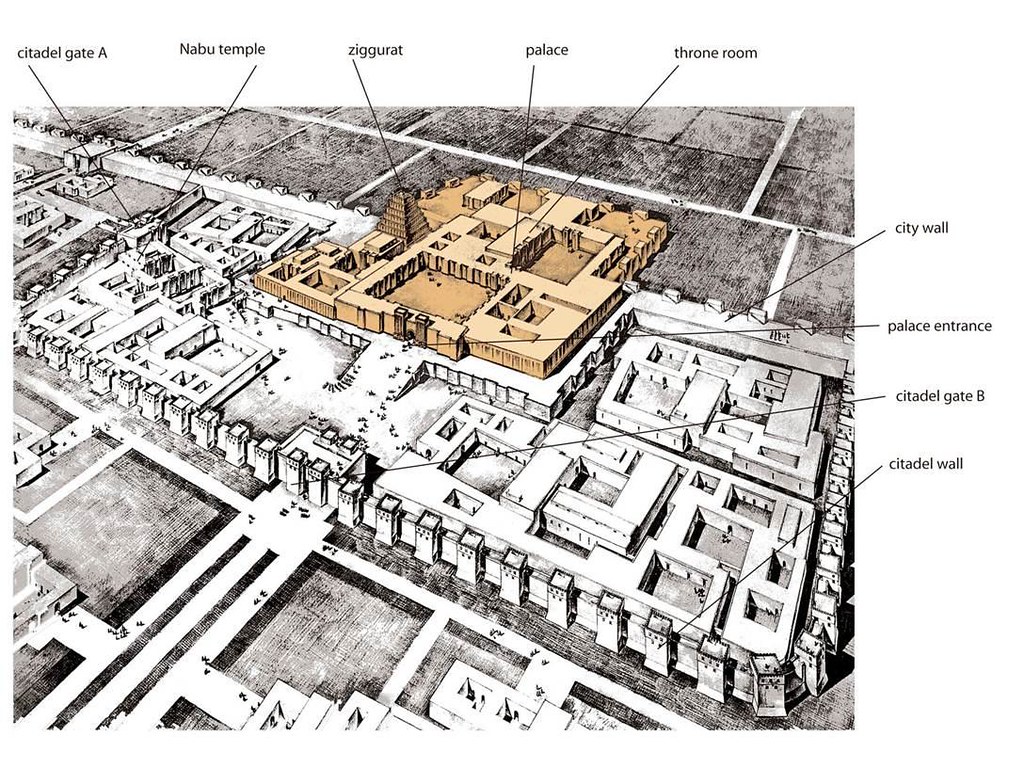 citadel gate A
Nabu temple
ziggurat
palace
throne room
city wall
palace entrance
citadel gate B
citadel wall